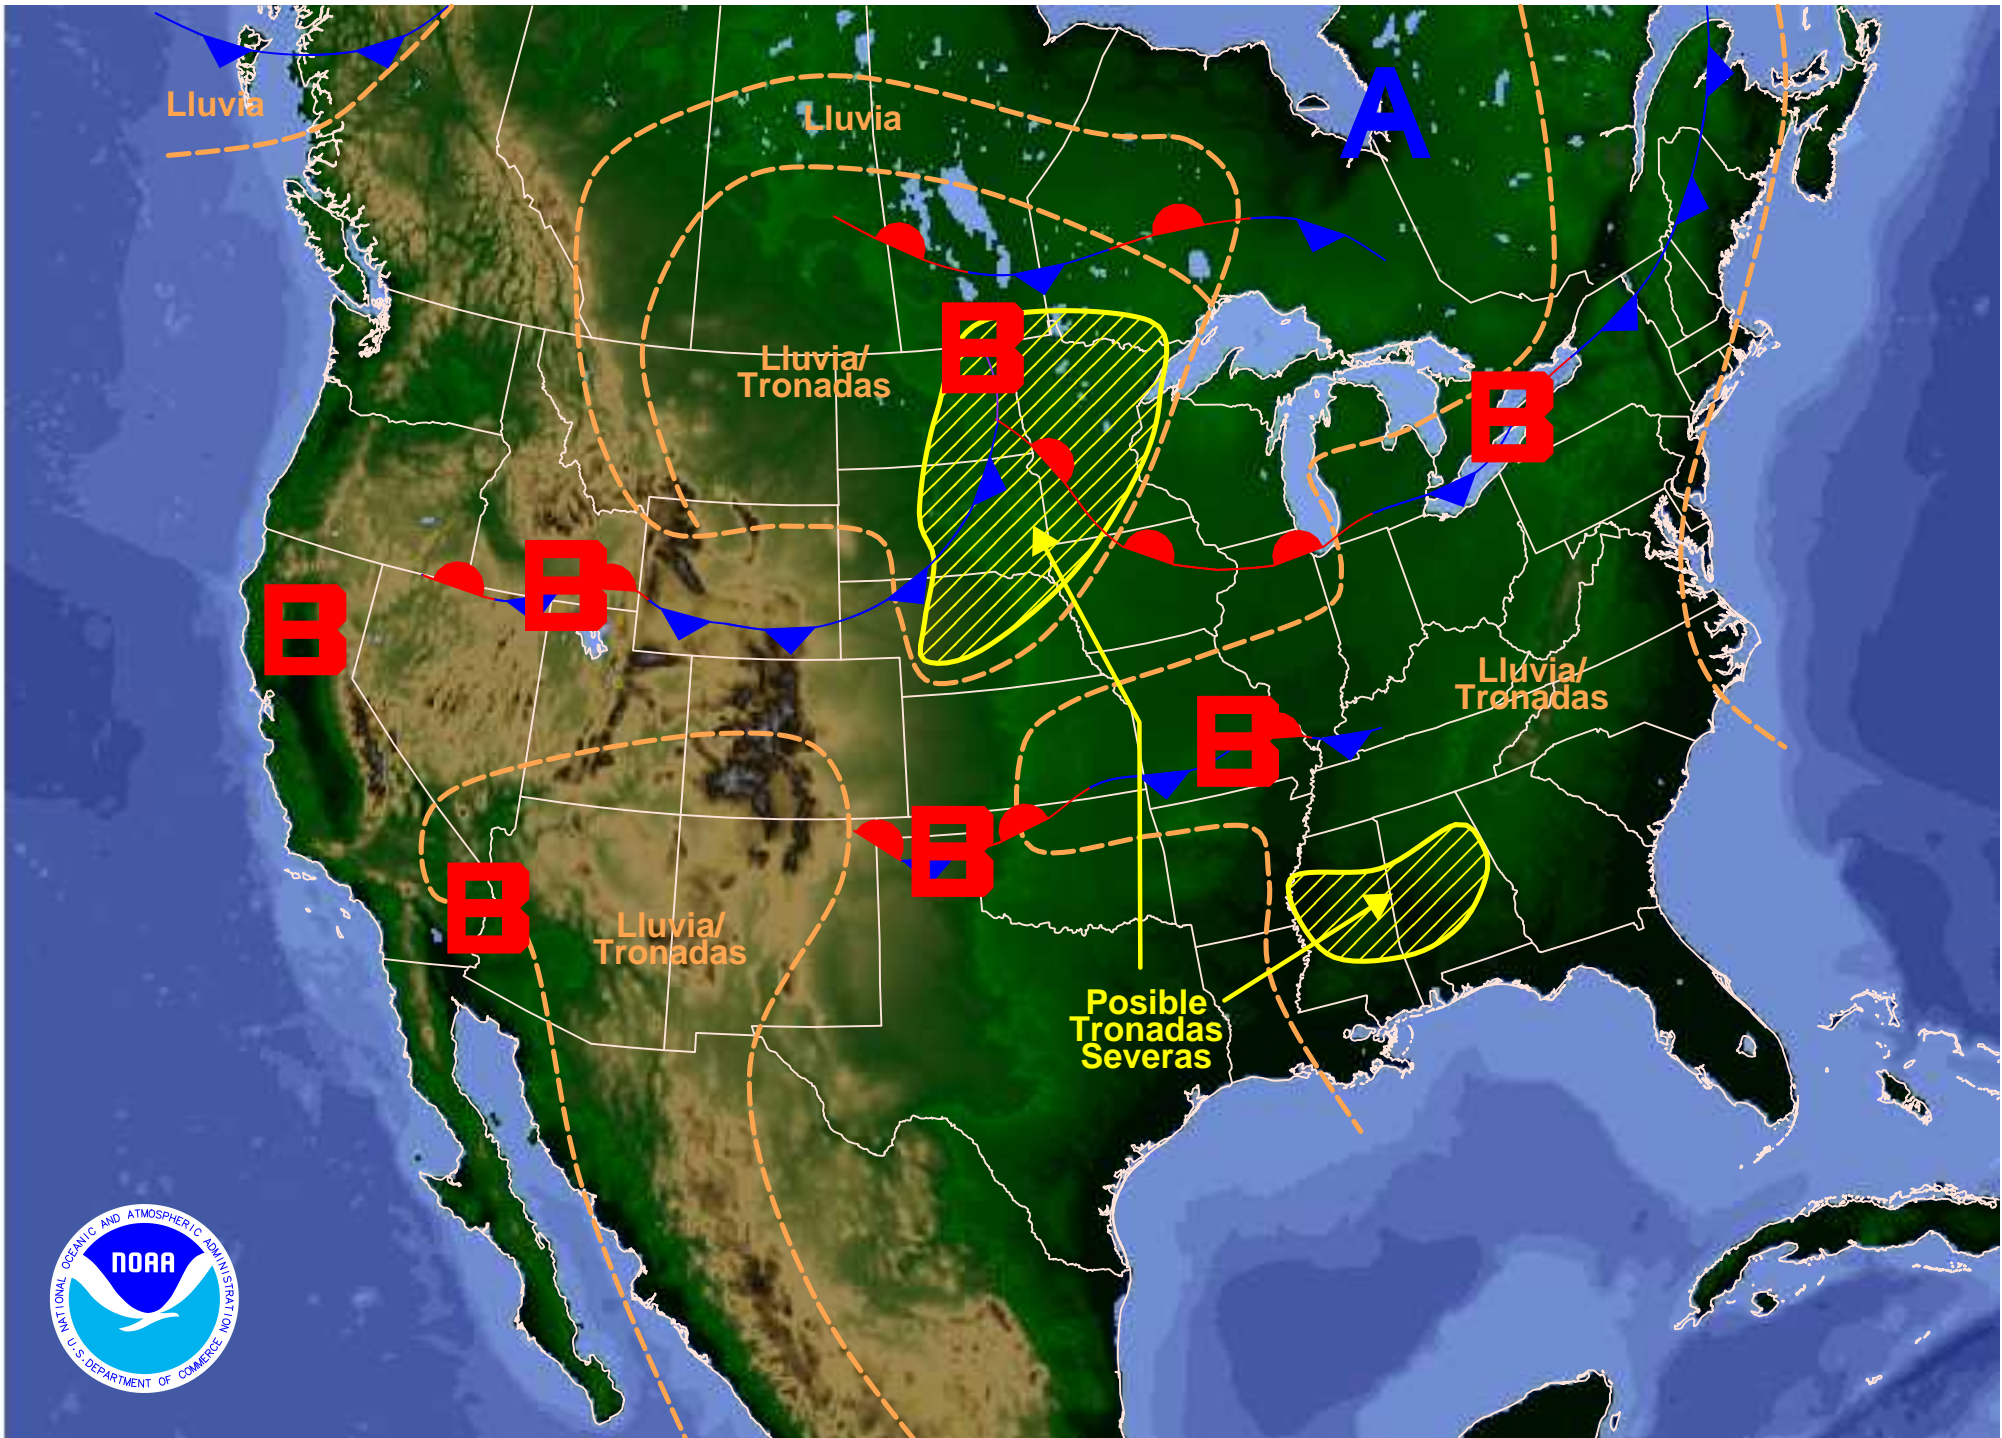 A
Lluvia
Lluvia
B
Lluvia/
Tronadas
B
B
B
Lluvia/
Tronadas
B
B
B
Lluvia/
Tronadas
Posible
Tronadas
Severas
B
NATIONAL OCEANIC AND ATMOSPHERIC ADMINISTRATION
NOAA
U.S. DEPARTMENT OF COMMERCE